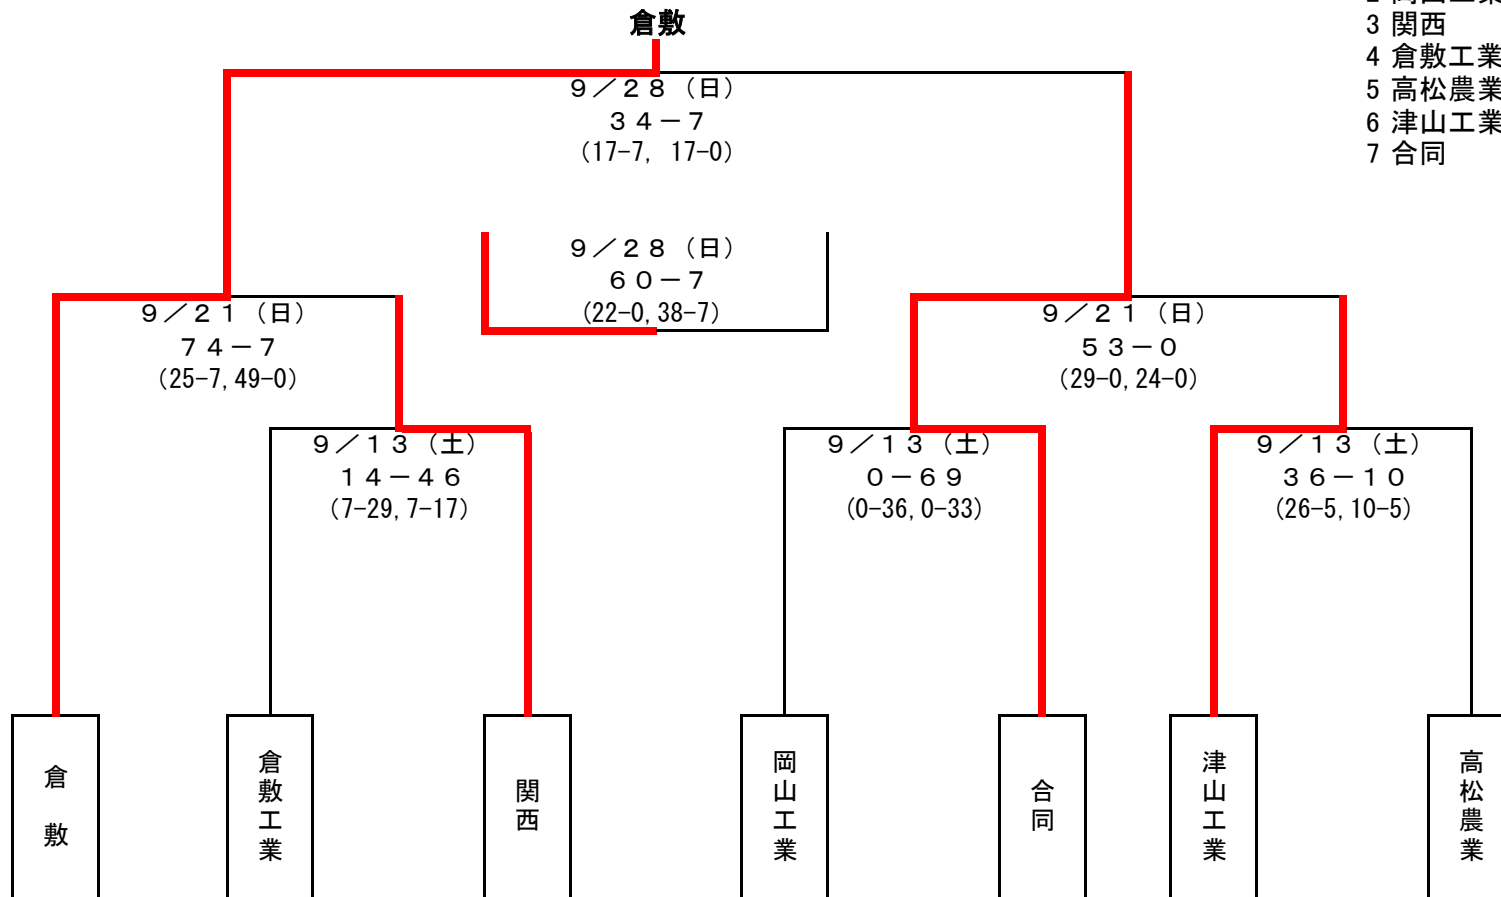 倉敷
3 関西
4 倉敷工業
5 高松農業
6 津山工業
7 合同
９／２８（日）
３４－７
(17-7, 17-0)
９／２８（日）
６０－７
(22-0,38-7)
９／２１（日）
７４－７
(25-7,49-0)
９／２１（日）
５３－０
(29-0,24-0)
９／１３（土）
１４－４６
(7-29,7-17)
９／１３（土）
０－６９
(0-36,0-33)
９／１３（土）
３６－１０
(26-5,10-5)
倉敷
倉敷工業
関西
岡山工業
合同
津山工業
高松農業